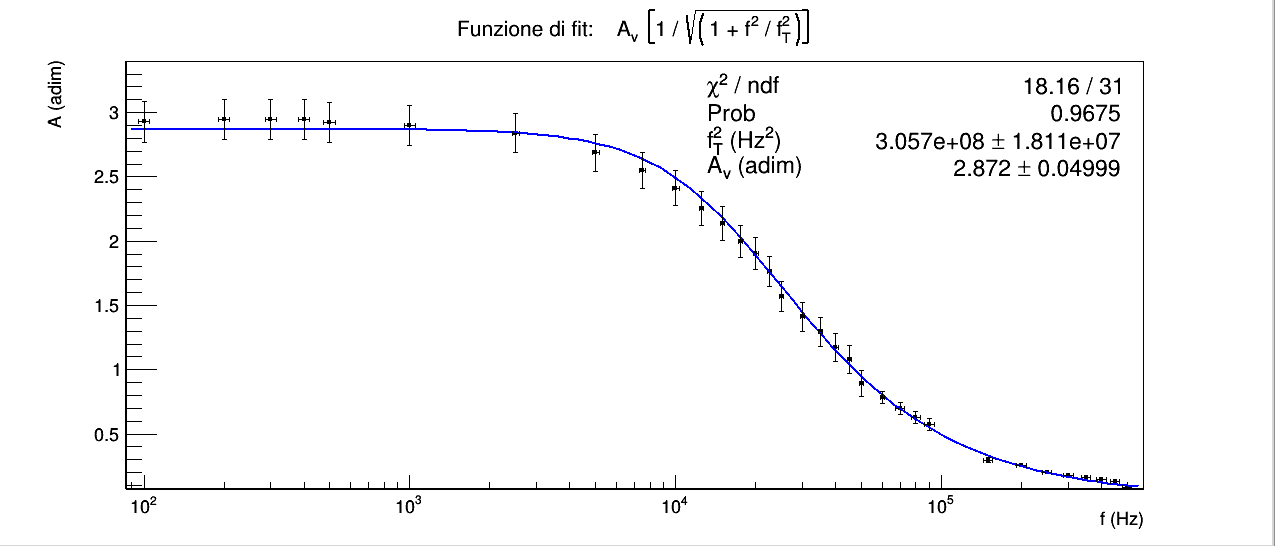 Funzione di fit: Aᵥ [1 / √(1 + f² / f_T²)]
A (adim)
χ² / ndf 18.16 / 31
Prob 0.9675
f_T² (Hz²) 3.057e+08 ± 1.811e+07
Aᵥ (adim) 2.872 ± 0.04999
3
2.5
2
1.5
1
0.5
10² 10³ 10⁴ 10⁵
f (Hz)